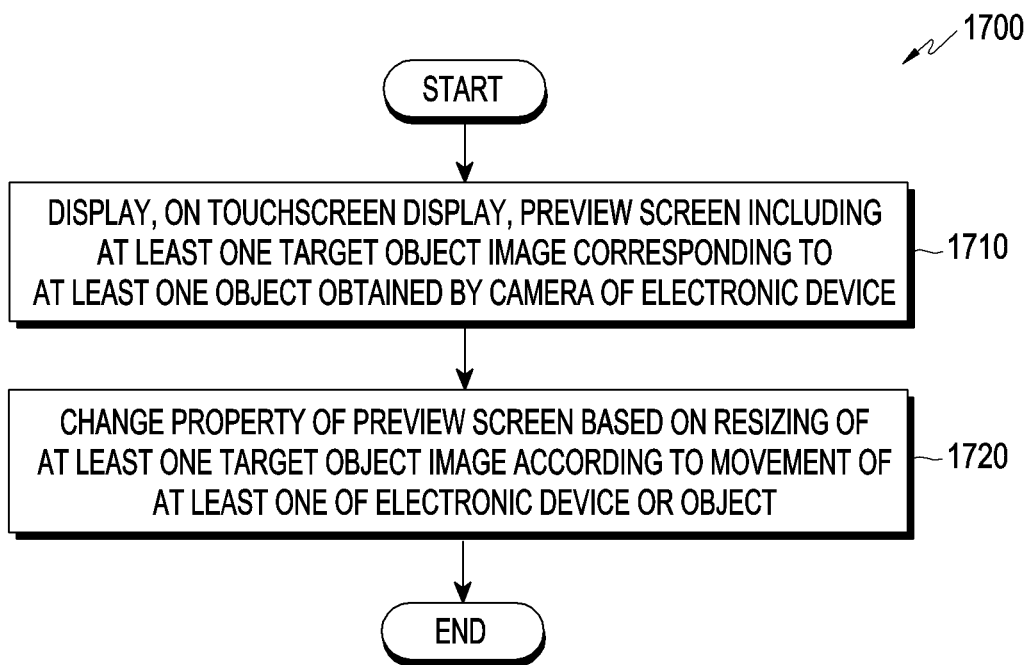 1700
START
DISPLAY, ON TOUCHSCREEN DISPLAY, PREVIEW SCREEN INCLUDING
AT LEAST ONE TARGET OBJECT IMAGE CORRESPONDING TO
AT LEAST ONE OBJECT OBTAINED BY CAMERA OF ELECTRONIC DEVICE
1710
CHANGE PROPERTY OF PREVIEW SCREEN BASED ON RESIZING OF
AT LEAST ONE TARGET OBJECT IMAGE ACCORDING TO MOVEMENT OF
AT LEAST ONE OF ELECTRONIC DEVICE OR OBJECT
1720
END